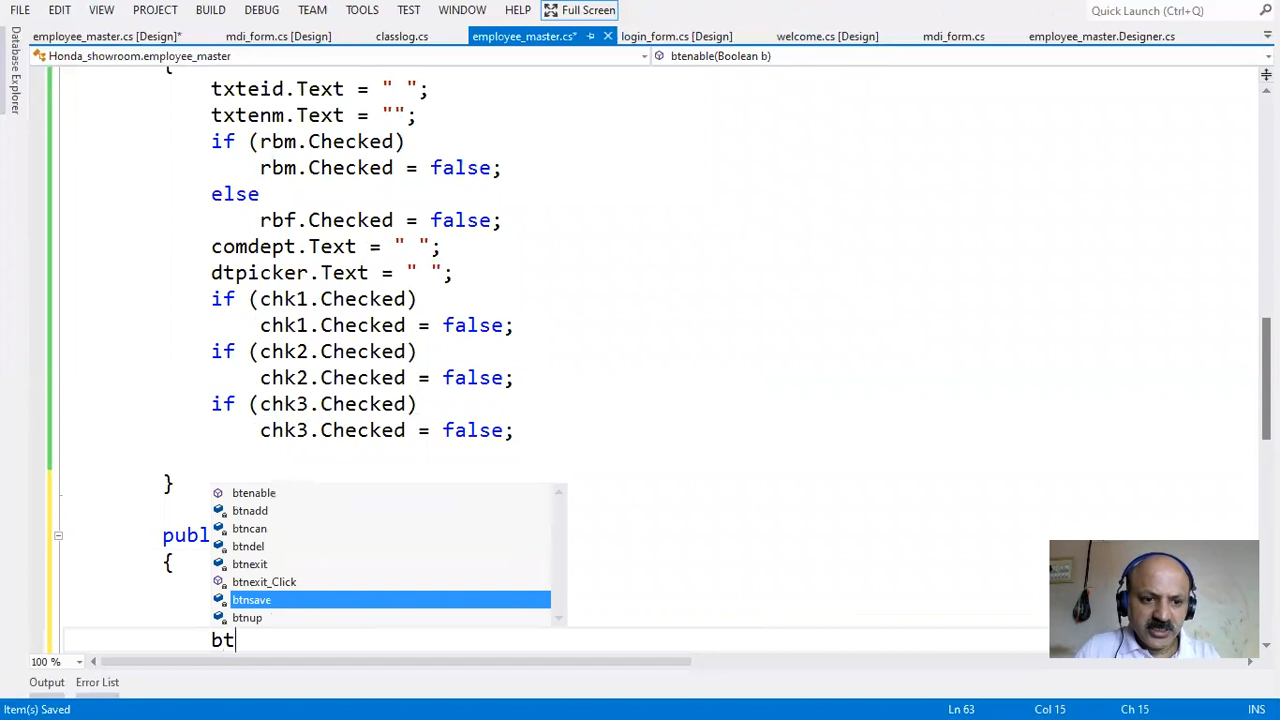 FILE EDIT VIEW PROJECT BUILD DEBUG TEAM TOOLS TEST WINDOW HELP Full Screen Quick Launch (Ctrl+Q)
employee_master.cs [Design]* mdi_form.cs [Design] classlog.cs employee_master.cs* login_form.cs [Design] welcome.cs [Design] mdi_form.cs employee_master.Designer.cs
Database Explorer
Honda_showroom.employee_master btenable(Boolean b)
{
txteid.Text = " ";
txtenm.Text = "";
if (rbm.Checked)
rbm.Checked = false;
else
rbf.Checked = false;
comdept.Text = " ";
dtpicker.Text = " ";
if (chk1.Checked)
chk1.Checked = false;
if (chk2.Checked)
chk2.Checked = false;
if (chk3.Checked)
chk3.Checked = false;
}
btenable
btnadd
btncan
publ
btndel
{
btnexit
btnexit_Click
btnsave
btnup
bt
100 %
Output Error List
Item(s) Saved Ln 63 Col 15 Ch 15 INS